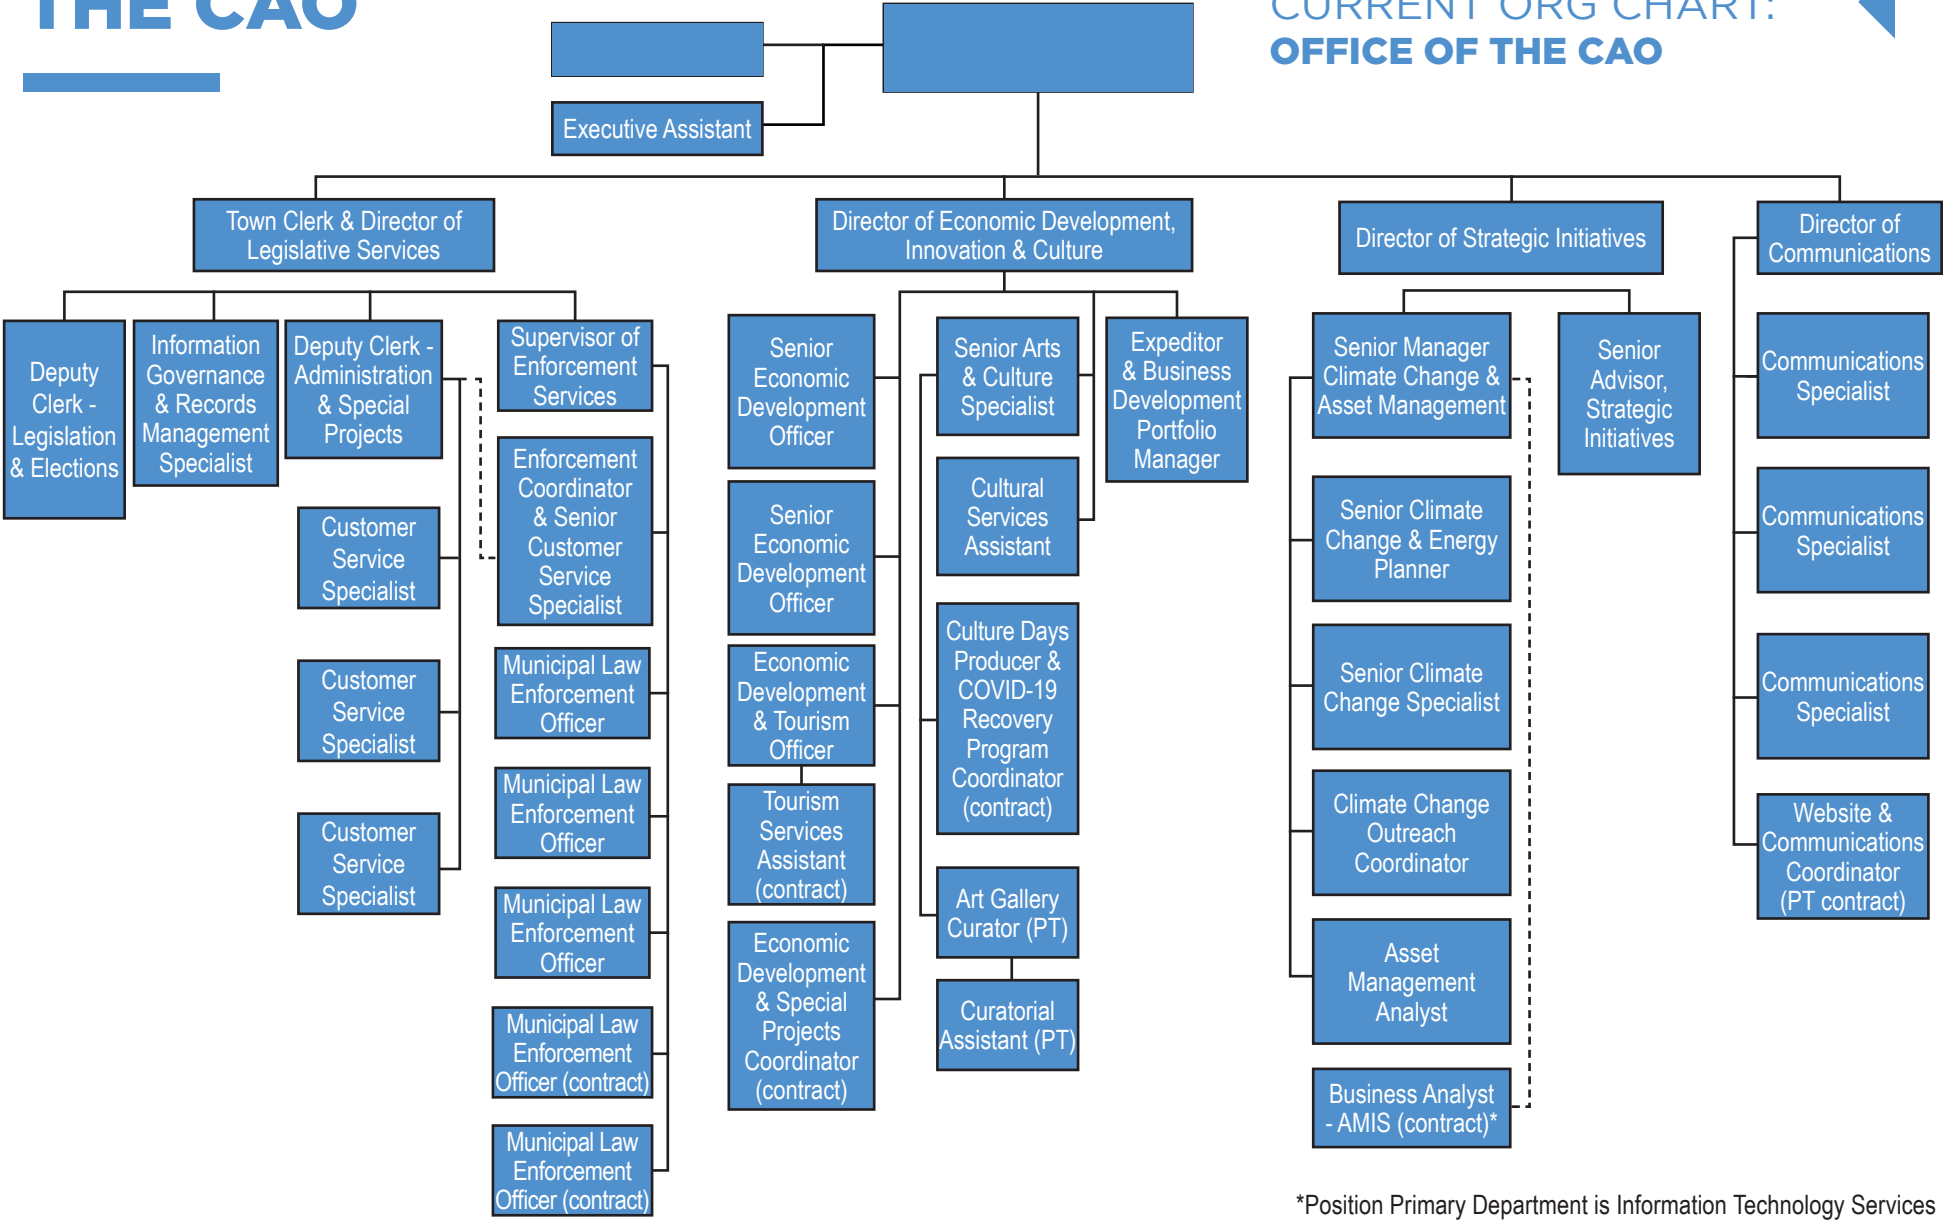 THE CAO
CURRENT ORG CHART:
OFFICE OF THE CAO
Executive Assistant
Town Clerk & Director of
Legislative Services
Director of Economic Development,
Innovation & Culture
Director of Strategic Initiatives
Director of
Communications
Deputy
Clerk -
Legislation
& Elections
Information
Governance
& Records
Management
Specialist
Deputy Clerk -
Administration
& Special
Projects
Customer
Service
Specialist
Customer
Service
Specialist
Customer
Service
Specialist
Supervisor of
Enforcement
Services
Enforcement
Coordinator
& Senior
Customer
Service
Specialist
Municipal Law
Enforcement
Officer
Municipal Law
Enforcement
Officer
Municipal Law
Enforcement
Officer
Municipal Law
Enforcement
Officer (contract)
Municipal Law
Enforcement
Officer (contract)
Senior
Economic
Development
Officer
Senior
Economic
Development
Officer
Economic
Development
& Tourism
Officer
Tourism
Services
Assistant
(contract)
Economic
Development
& Special
Projects
Coordinator
(contract)
Senior Arts
& Culture
Specialist
Cultural
Services
Assistant
Culture Days
Producer &
COVID-19
Recovery
Program
Coordinator
(contract)
Art Gallery
Curator (PT)
Curatorial
Assistant (PT)
Expeditor
& Business
Development
Portfolio
Manager
Senior Manager
Climate Change &
Asset Management
Senior Climate
Change & Energy
Planner
Senior Climate
Change Specialist
Climate Change
Outreach
Coordinator
Asset
Management
Analyst
Business Analyst
- AMIS (contract)*
Senior
Advisor,
Strategic
Initiatives
Communications
Specialist
Communications
Specialist
Communications
Specialist
Website &
Communications
Coordinator
(PT contract)
*Position Primary Department is Information Technology Services